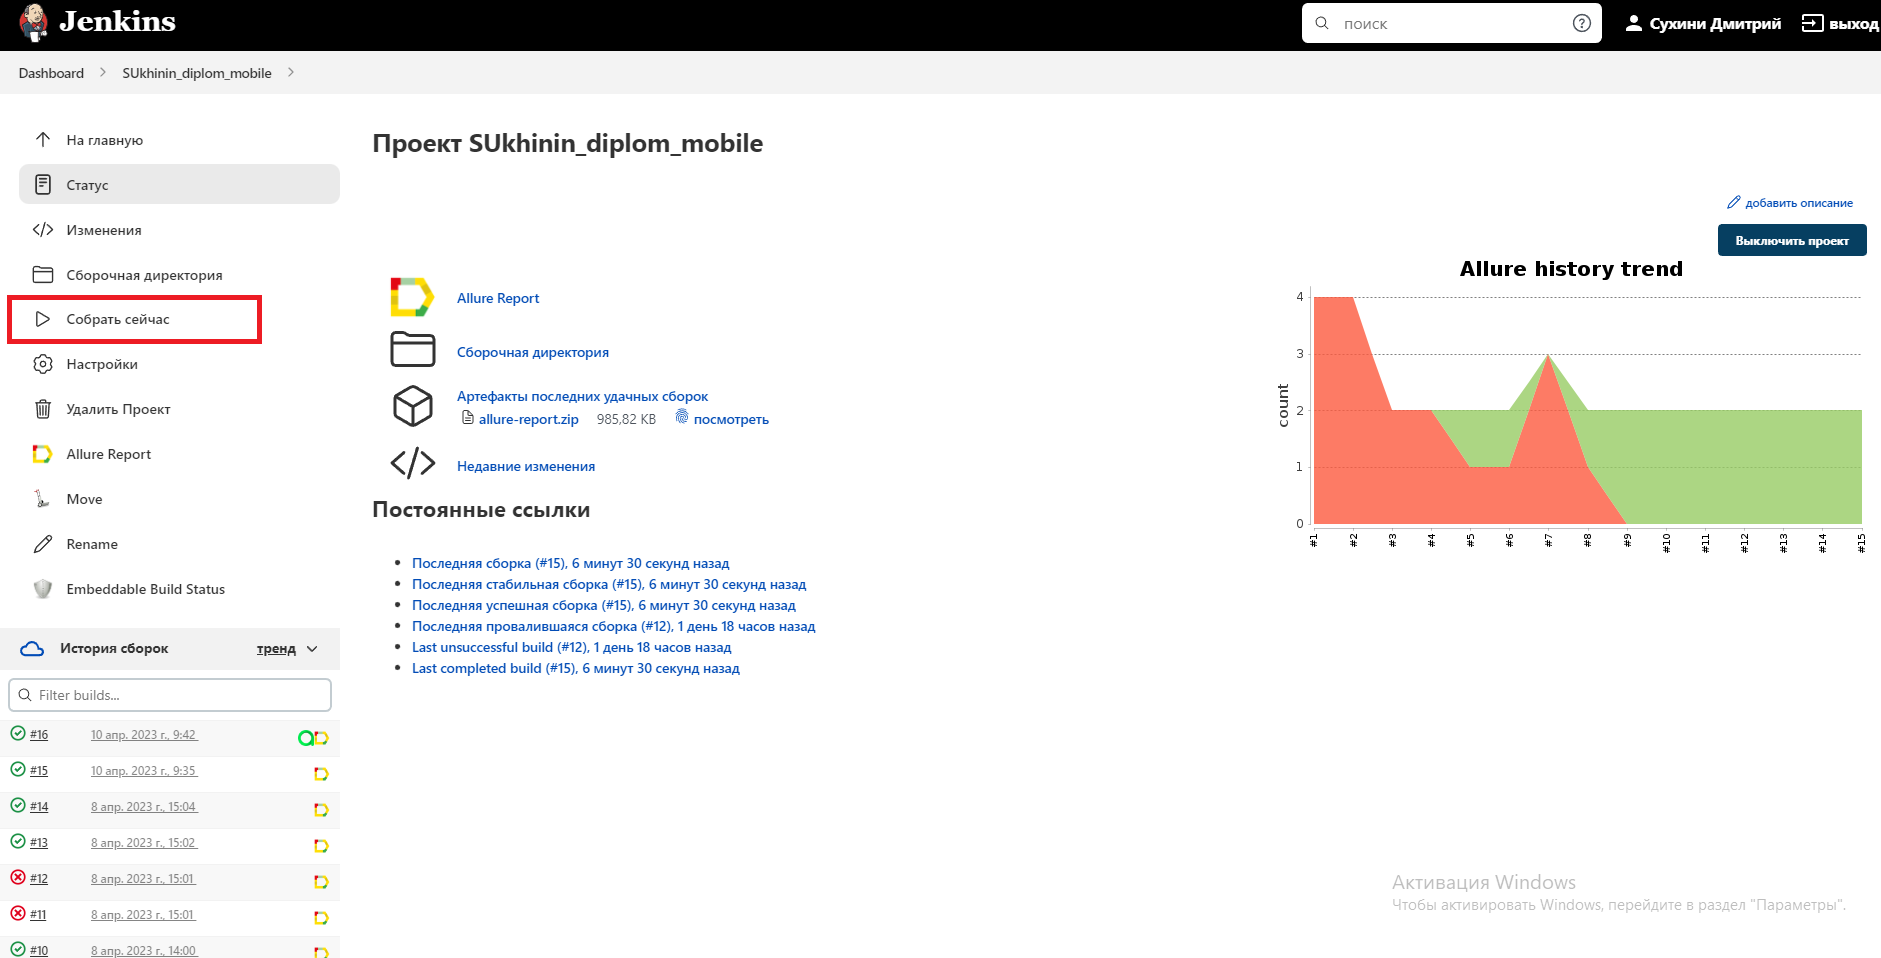 Jenkins
поиск
Сухини Дмитрий
выход
Dashboard
SUkhinin_diplom_mobile
На главную
Статус
Изменения
Сборочная директория
Собрать сейчас
Настройки
Удалить Проект
Allure Report
Move
Rename
Embeddable Build Status
История сборок
тренд
Filter builds...
#16 10 апр. 2023 г., 9:42
#15 10 апр. 2023 г., 9:35
#14 8 апр. 2023 г., 15:04
#13 8 апр. 2023 г., 15:02
#12 8 апр. 2023 г., 15:01
#11 8 апр. 2023 г., 15:01
#10 8 апр. 2023 г., 14:00
Проект SUkhinin_diplom_mobile
добавить описание
Выключить проект
Allure Report
Сборочная директория
Артефакты последних удачных сборок
allure-report.zip 985,82 KB посмотреть
Недавние изменения
Постоянные ссылки
Последняя сборка (#15), 6 минут 30 секунд назад
Последняя стабильная сборка (#15), 6 минут 30 секунд назад
Последняя успешная сборка (#15), 6 минут 30 секунд назад
Последняя провалившаяся сборка (#12), 1 день 18 часов назад
Last unsuccessful build (#12), 1 день 18 часов назад
Last completed build (#15), 6 минут 30 секунд назад
Allure history trend
count
4
3
2
1
0
#1 #2 #3 #4 #5 #6 #7 #8 #9 #10 #11 #12 #13 #14 #15
Активация Windows
Чтобы активировать Windows, перейдите в раздел "Параметры".